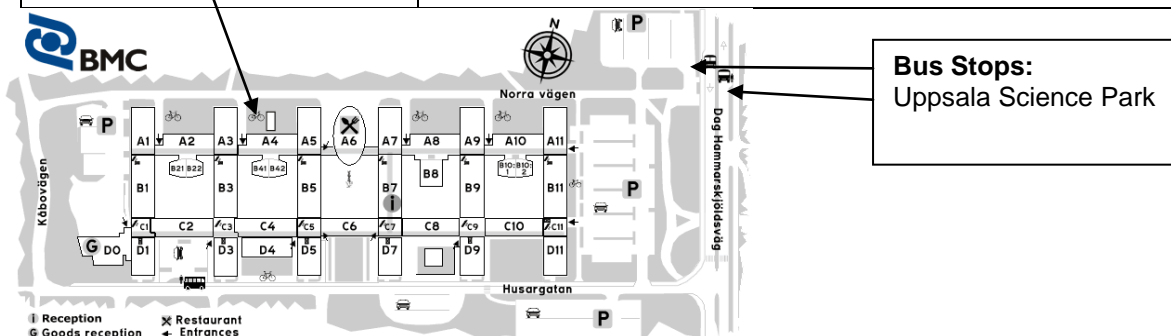 P
N
BMC
Bus Stops:
Uppsala Science Park
Norra vägen
P
A1 A2 A3 A4 A5 A6 A7 A8 A9 A10 A11
B21 B22 B41 B42 B10:1 B10:2
B1 B3 B5 B7 B8 B9 B11
P
i
Kåbovägen
Dag Hammarskjöldsväg
C1 C2 C3 C4 C5 C6 C7 C8 C9 C10 C11
G D0 D1 D3 D4 D5 D7 D9 D11
Husargatan
P
i Reception
Restaurant
G Goods reception
Entrances